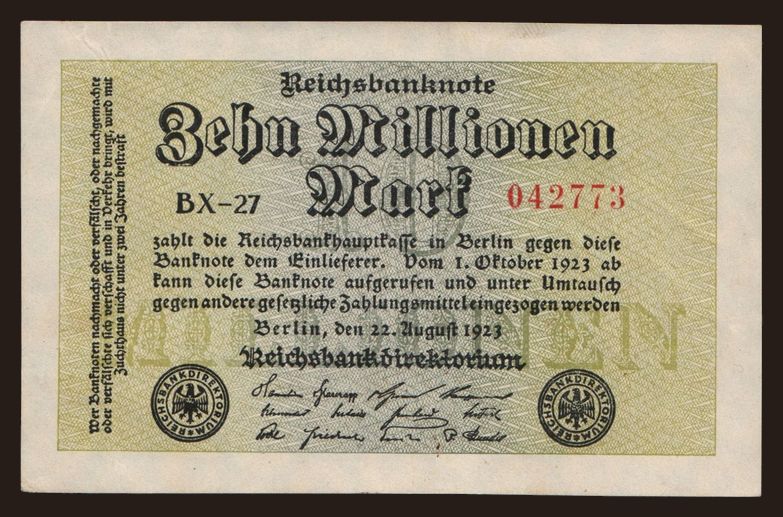 Reichsbanknote
Zehn Millionen
Mark
BX-27
042773
zahlt die Reichsbankhauptkasse in Berlin gegen diese
Banknote dem Einlieferer. Vom 1. Oktober 1923 ab
kann diese Banknote aufgerufen und unter Umtausch
gegen andere gesetzliche Zahlungsmittel eingezogen werden
Berlin, den 22. August 1923
Reichsbankdirektorium
REICHSBANKDIREKTORIUM
REICHSBANKDIREKTORIUM
Wer Banknoten nachmacht oder verfälscht, oder nachgemachte
oder verfälschte sich verschafft und in Verkehr bringt, wird mit
Zuchthaus nicht unter zwei Jahren bestraft